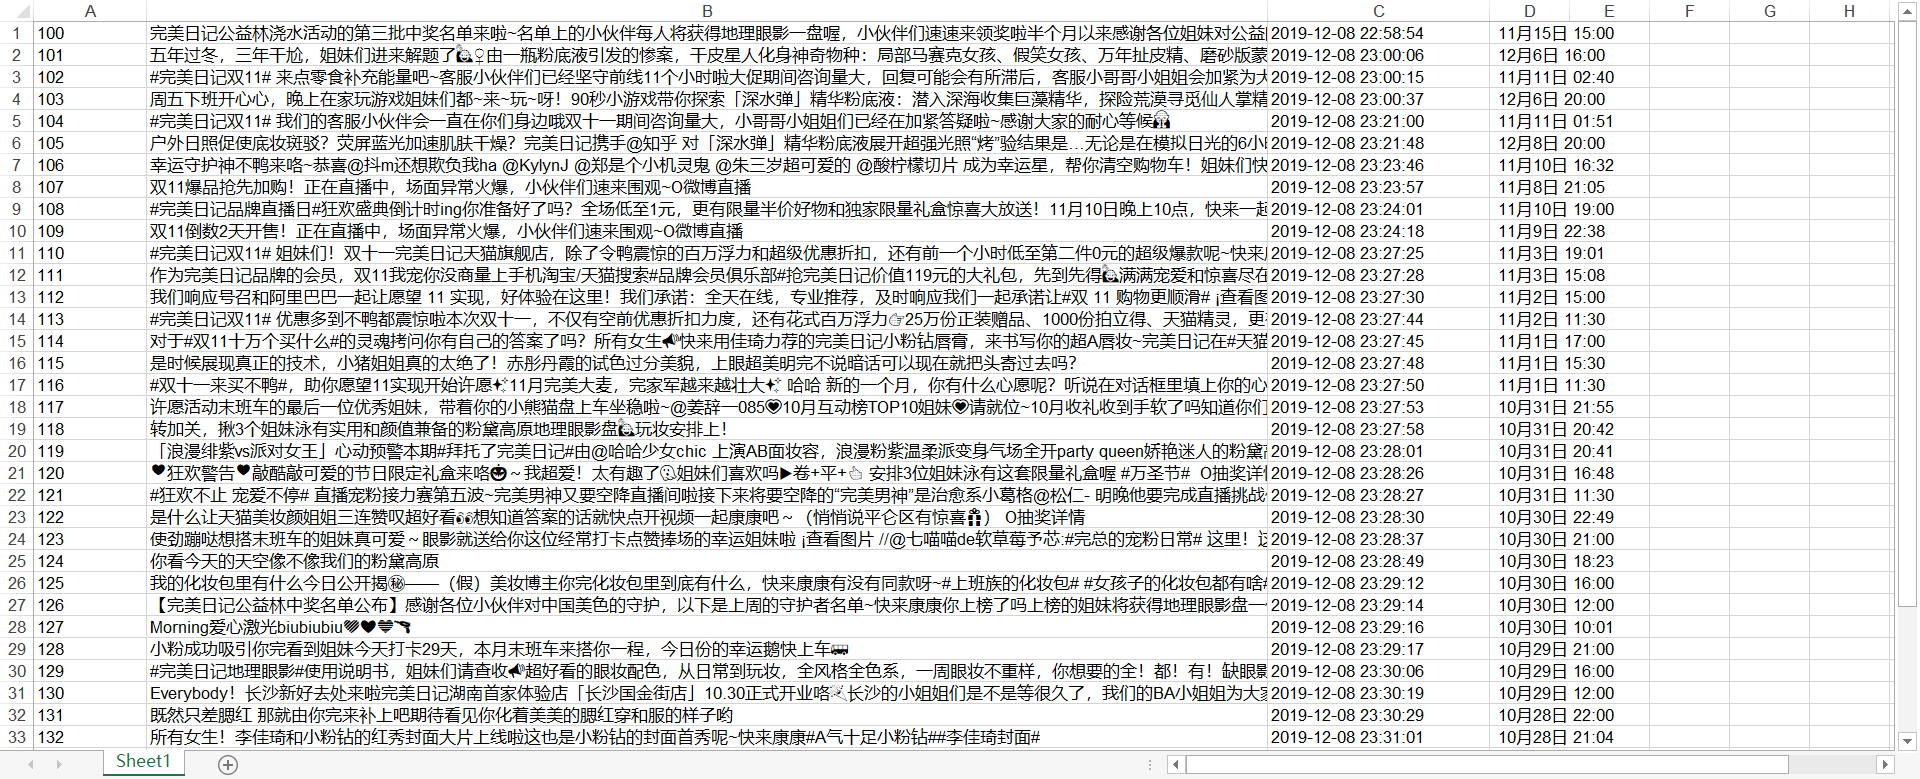 A B C D E F G H
1 100 完美日记公益林浇水活动的第三批中奖名单来啦~名单上的小伙伴每人将获得地理眼影一盘喔，小伙伴们速速来领奖啦半个月以来感谢各位姐妹对公益 2019-12-08 22:58:54 11月15日 15:00
2 101 五年过冬，三年干尬，姐妹们进来解题了🙋♀由一瓶粉底液引发的惨案，干皮星人化身神奇物种：局部马赛克女孩、假笑女孩、万年扯皮精、磨砂版蒙 2019-12-08 23:00:06 12月6日 16:00
3 102 #完美日记双11# 来点零食补充能量吧~客服小伙伴们已经坚守前线11个小时啦大促期间咨询量大，回复可能会有所滞后，客服小哥哥小姐姐会加紧为大 2019-12-08 23:00:15 11月11日 02:40
4 103 周五下班开心心，晚上在家玩游戏姐妹们都~来~玩~呀！90秒小游戏带你探索「深水弹」精华粉底液：潜入深海收集巨藻精华，探险荒漠寻觅仙人掌精 2019-12-08 23:00:37 12月6日 20:00
5 104 #完美日记双11# 我们的客服小伙伴会一直在你们身边哦双十一期间咨询量大，小哥哥小姐姐们已经在加紧答疑啦~感谢大家的耐心等候 2019-12-08 23:21:00 11月11日 01:51
6 105 户外日照促使底妆斑驳？荧屏蓝光加速肌肤干燥？完美日记携手@知乎 对「深水弹」精华粉底液展开超强光照“烤”验结果是…无论是在模拟日光的6小 2019-12-08 23:21:48 12月8日 20:00
7 106 幸运守护神不鸭来咯~恭喜@抖m还想欺负我ha @KylynJ @郑是个小机灵鬼 @朱三岁超可爱的 @酸柠檬切片 成为幸运星，帮你清空购物车！姐妹们快 2019-12-08 23:23:46 11月10日 16:32
8 107 双11爆品抢先加购！正在直播中，场面异常火爆，小伙伴们速来围观~O微博直播 2019-12-08 23:23:57 11月8日 21:05
9 108 #完美日记品牌直播日#狂欢盛典倒计时ing你准备好了吗？全场低至1元，更有限量半价好物和独家限量礼盒惊喜大放送！11月10日晚上10点，快来一起 2019-12-08 23:24:01 11月10日 19:00
10 109 双11倒数2天开售！正在直播中，场面异常火爆，小伙伴们速来围观~O微博直播 2019-12-08 23:24:18 11月9日 22:38
11 110 #完美日记双11# 姐妹们！双十一完美日记天猫旗舰店，除了令鸭震惊的百万浮力和超级优惠折扣，还有前一个小时低至第二件0元的超级爆款呢~快来 2019-12-08 23:27:25 11月3日 19:01
12 111 作为完美日记品牌的会员，双11我宠你没商量上手机淘宝/天猫搜索#品牌会员俱乐部#抢完美日记价值119元的大礼包，先到先得🙋满满宠爱和惊喜尽在 2019-12-08 23:27:28 11月3日 15:08
13 112 我们响应号召和阿里巴巴一起让愿望 11 实现，好体验在这里！我们承诺：全天在线，专业推荐，及时响应我们一起承诺让#双 11 购物更顺滑# ¡查看图 2019-12-08 23:27:30 11月2日 15:00
14 113 #完美日记双11# 优惠多到不鸭都震惊啦本次双十一，不仅有空前优惠折扣力度，还有花式百万浮力👉25万份正装赠品、1000份拍立得、天猫精灵，更 2019-12-08 23:27:44 11月2日 11:30
15 114 对于#双11十万个买什么#的灵魂拷问你有自己的答案了吗？所有女生📣快来用佳琦力荐的完美日记小粉钻唇膏，来书写你的超A唇妆~完美日记在#天猫 2019-12-08 23:27:45 11月1日 17:00
16 115 是时候展现真正的技术，小猪姐姐真的太绝了！赤彤丹霞的试色过分美貌，上眼超美明完不说暗话可以现在就把头寄过去吗？ 2019-12-08 23:27:48 11月1日 15:30
17 116 #双十一来买不鸭#，助你愿望11实现开始许愿✨11月完美大麦，完家军越来越壮大✨ 哈哈 新的一个月，你有什么心愿呢？听说在对话框里填上你的心 2019-12-08 23:27:50 11月1日 11:30
18 117 许愿活动末班车的最后一位优秀姐妹，带着你的小熊猫盘上车坐稳啦~@姜辞一085❤10月互动榜TOP10姐妹❤请就位~10月收礼收到手软了吗知道你们 2019-12-08 23:27:53 10月31日 21:55
19 118 转加关，揪3个姐妹泳有实用和颜值兼备的粉黛高原地理眼影盘🙋玩妆安排上！ 2019-12-08 23:27:58 10月31日 20:42
20 119 「浪漫绯紫vs派对女王」心动预警本期#拜托了完美日记#由@哈哈少女chic 上演AB面妆容，浪漫粉紫温柔派变身气场全开party queen娇艳迷人的粉黛 2019-12-08 23:28:01 10月31日 20:41
21 120 ♥狂欢警告♥敲酷敲可爱的节日限定礼盒来咯🎃～我超爱！太有趣了姐妹们喜欢吗▶卷+平+👍 安排3位姐妹泳有这套限量礼盒喔 #万圣节# O抽奖详情 2019-12-08 23:28:26 10月31日 16:48
22 121 #狂欢不止 宠爱不停# 直播宠粉接力赛第五波~完美男神又要空降直播间啦接下来将要空降的“完美男神”是治愈系小葛格@松仁- 明晚他要完成直播挑战 2019-12-08 23:28:27 10月31日 11:30
23 122 是什么让天猫美妆颜姐姐三连赞叹超好看👀想知道答案的话就快点开视频一起康康吧～（悄悄说平仑区有惊喜🎁） O抽奖详情 2019-12-08 23:28:30 10月30日 22:49
24 123 使劲蹦哒想搭末班车的姐妹真可爱～眼影就送给你这位经常打卡点赞捧场的幸运姐妹啦 ¡查看图片 //@七喵喵de软草莓予芯:#完总的宠粉日常# 这里！这 2019-12-08 23:28:37 10月30日 21:00
25 124 你看今天的天空像不像我们的粉黛高原 2019-12-08 23:28:49 10月30日 18:23
26 125 我的化妆包里有什么今日公开揭㊙——（假）美妆博主你完化妆包里到底有什么，快来康康有没有同款呀~#上班族的化妆包# #女孩子的化妆包都有啥# 2019-12-08 23:29:12 10月30日 16:00
27 126 【完美日记公益林中奖名单公布】感谢各位小伙伴对中国美色的守护，以下是上周的守护者名单~快来康康你上榜了吗上榜的姐妹将获得地理眼影盘一 2019-12-08 23:29:14 10月30日 12:00
28 127 Morning爱心激光biubiubiu 2019-12-08 23:29:16 10月30日 10:01
29 128 小粉成功吸引你完看到姐妹今天打卡29天，本月末班车来搭你一程，今日份的幸运鹅快上车🚌 2019-12-08 23:29:17 10月29日 21:00
30 129 #完美日记地理眼影#使用说明书，姐妹们请查收📣超好看的眼妆配色，从日常到玩妆，全风格全色系，一周眼妆不重样，你想要的全！都！有！缺眼影 2019-12-08 23:30:06 10月29日 16:00
31 130 Everybody！长沙新好去处来啦完美日记湖南首家体验店「长沙国金街店」10.30正式开业咯长沙的小姐姐们是不是等很久了，我们的BA小姐姐为大家 2019-12-08 23:30:19 10月29日 12:00
32 131 既然只差腮红 那就由你完来补上吧期待看见你化着美美的腮红穿和服的样子哟 2019-12-08 23:30:29 10月28日 22:00
33 132 所有女生！李佳琦和小粉钻的红秀封面大片上线啦这也是小粉钻的封面首秀呢~快来康康#A气十足小粉钻##李佳琦封面# 2019-12-08 23:31:01 10月28日 21:04
Sheet1